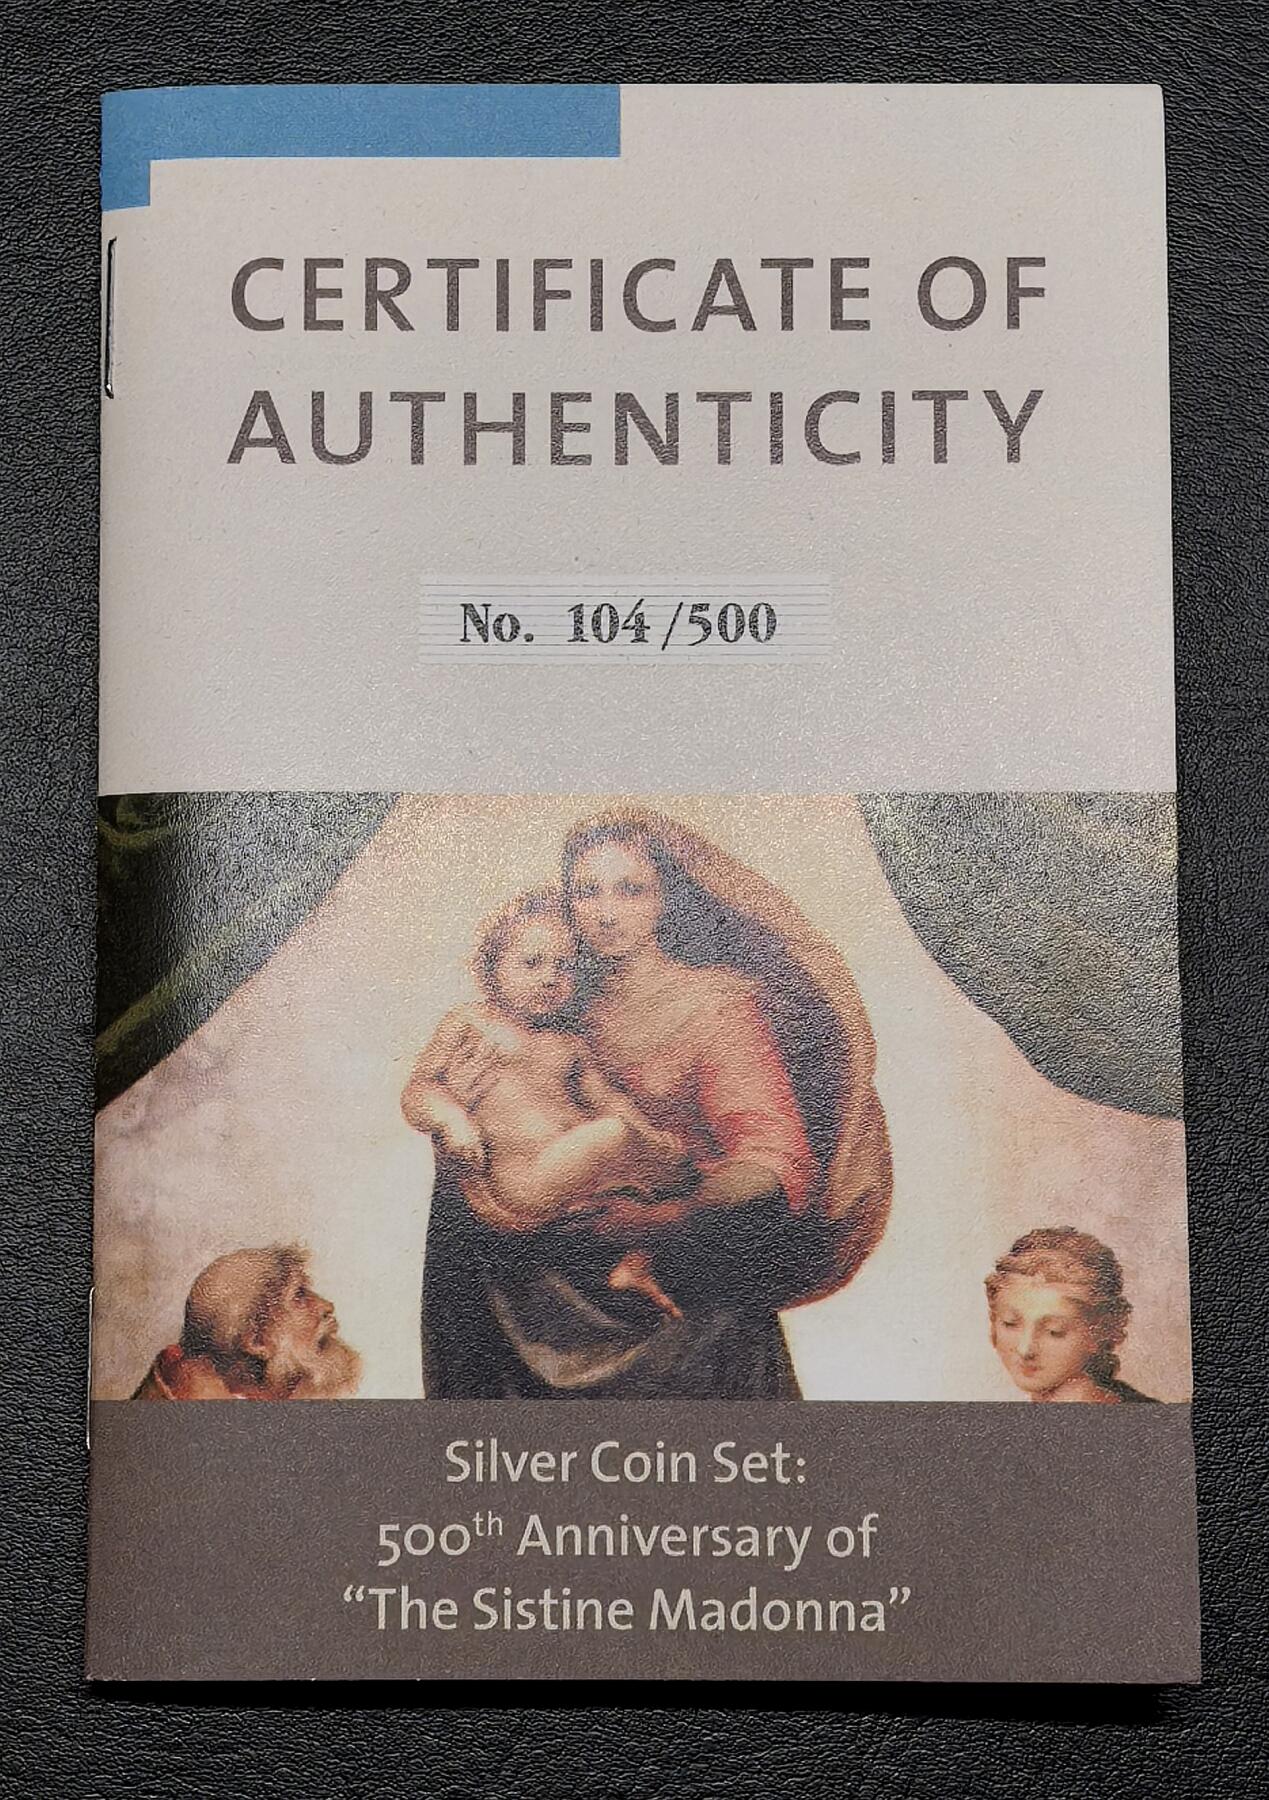 CERTIFICATE OF
AUTHENTICITY
No. 104/500
Silver Coin Set:
500th Anniversary of
“The Sistine Madonna”